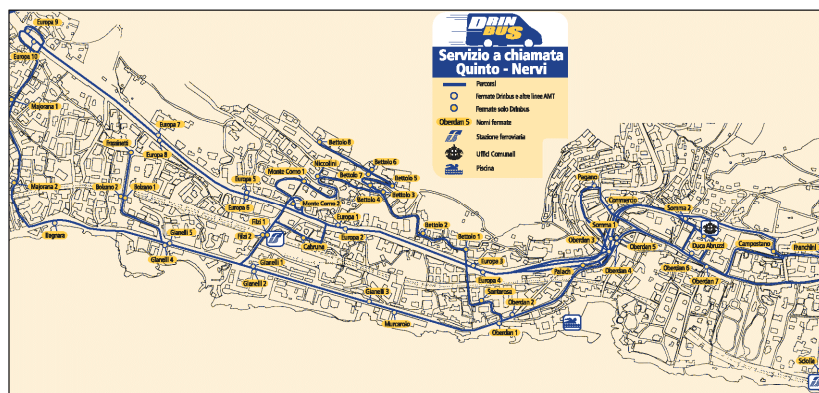 DRIN
BUS
Servizio a chiamata
Quinto - Nervi
Percorsi
Fermate Drinbus e altre linee AMT
Fermate solo Drinbus
Oberdan 5 Nomi fermate
Stazione ferroviaria
Uffici Comunali
Piscina
Europa 9
Europa 10
Majorana 1
Europa 7
Frassinetti
Europa 8
Bettolo 8
Niccolini
Bettolo 6
Monte Corno 1
Bettolo 7
Bettolo 5
Majorana 2
Bolzano 2
Bolzano 1
Europa 5
Bettolo 3
Bettolo 4
Monte Corno 2
Europa 6
Europa 1
Filzi 1
Bettolo 2
Bagnara
Gianelli 5
Filzi 2
Europa 2
Bettolo 1
Cabruna
Gianelli 4
Gianelli 1
Gianelli 2
Europa 3
Europa 4
Gianelli 3
Santarosa
Oberdan 2
Murcarolo
Oberdan 1
Pagano
Commercio
Somma 2
Somma 1
Oberdan 3
Oberdan 5
Duca Abruzzi
Campostano
Franchini
Palach
Oberdan 4
Oberdan 6
Oberdan 7
Sciolla